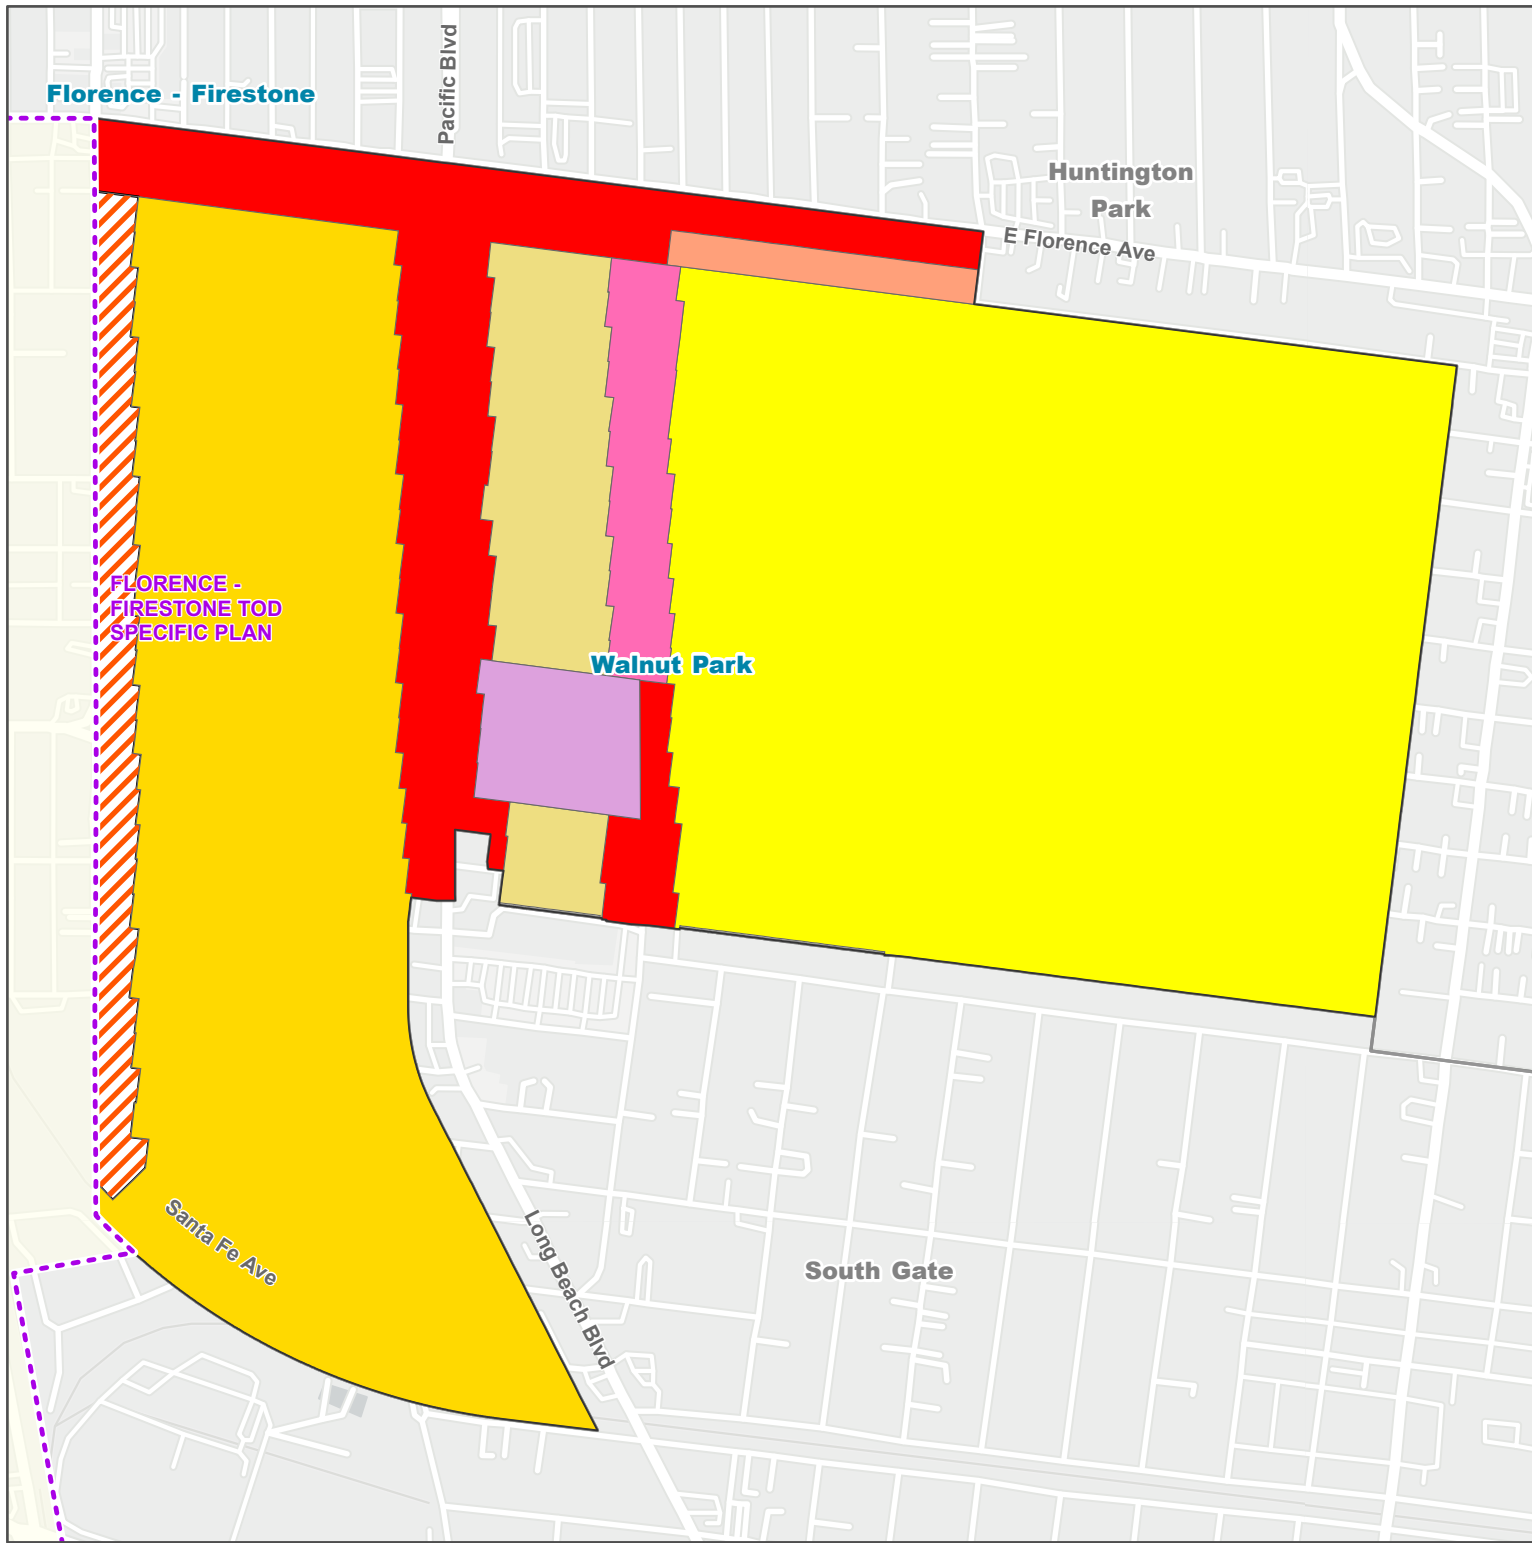 Pacific Blvd
Florence - Firestone
Huntington
Park
E Florence Ave
FLORENCE -
FIRESTONE TOD
SPECIFIC PLAN
Walnut Park
Santa Fe Ave
Long Beach Blvd
South Gate